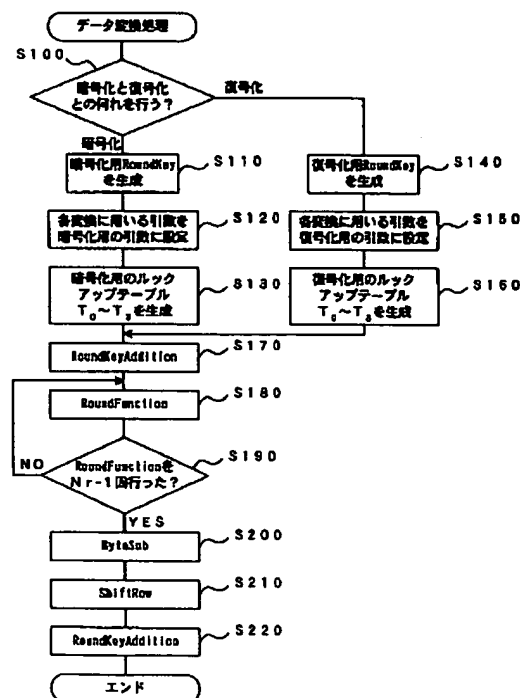 データ変換処理
S100
暗号化と復号化
との何れを行う？
復号化
暗号化
暗号化用RoundKey
を生成
S110
復号化用RoundKey
を生成
S140
各変換に用いる引数を
暗号化用の引数に設定
S120
各変換に用いる引数を
復号化用の引数に設定
S150
暗号化用のルック
アップテーブル
T0～T3を生成
S130
復号化用のルック
アップテーブル
T0～T3を生成
S160
RoundKeyAddition
S170
RoundFunction
S180
RoundFunctionを
Nr-1回行った？
S190
NO
YES
ByteSub
S200
ShiftRow
S210
RoundKeyAddition
S220
エンド